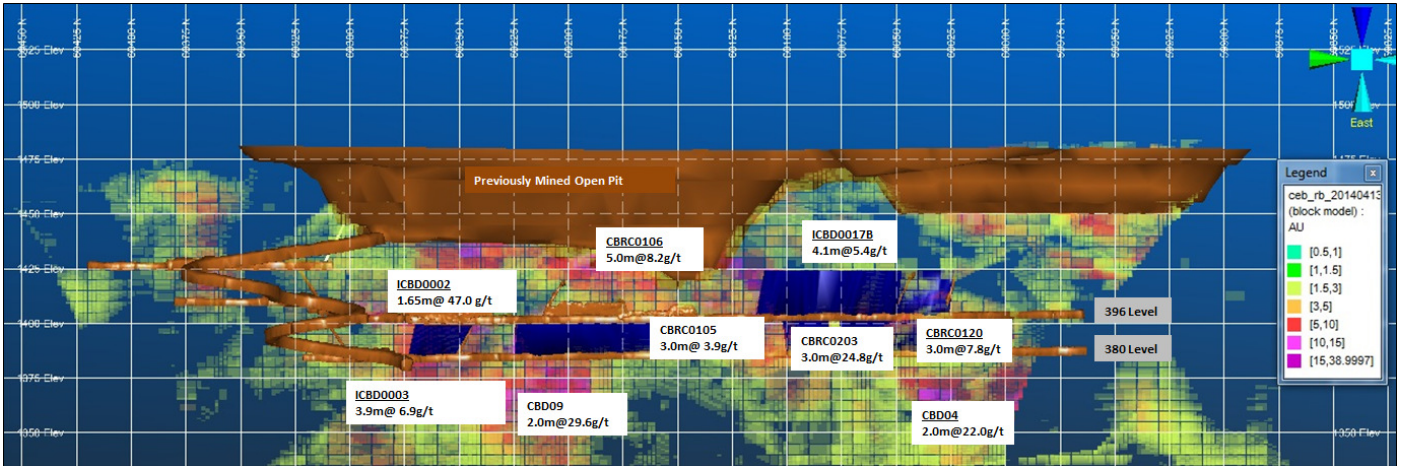 1525 Elev
1500 Elev
1475 Elev
1450 Elev
1425 Elev
1400 Elev
1375 Elev
1350 Elev
East
Previously Mined Open Pit
CBRC0106
5.0m@8.2g/t
ICBD0017B
4.1m@5.4g/t
ICBD0002
1.65m@ 47.0 g/t
CBRC0105
3.0m@ 3.9g/t
CBRC0203
3.0m@24.8g/t
CBRC0120
3.0m@7.8g/t
396 Level
380 Level
ICBD0003
3.9m@ 6.9g/t
CBD09
2.0m@29.6g/t
CBD04
2.0m@22.0g/t
Legend
x
ceb_rb_20140413
(block model) :
AU
[0.5,1]
[1,1.5]
[1.5,3]
[3,5]
[5,10]
[10,15]
[15,38.9997]
1350 Elev